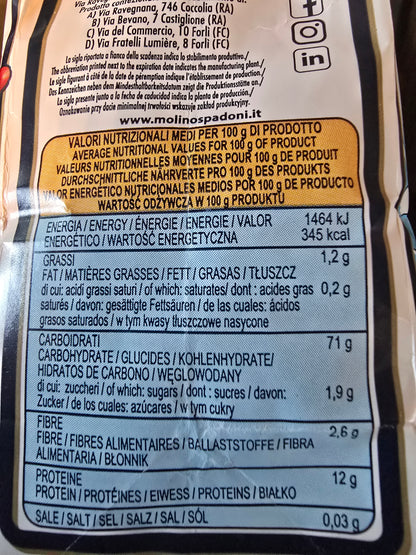 A) Via Ravegnana, 746 Coccolia (RA)
B) Via Bevano, 7 Castiglione (RA)
C) Via del Commercio, 10 Forlì (FC)
D) Via Fratelli Lumière, 8 Forlì (FC)
La sigla riportata a fianco della scadenza indica lo stabilimento produttivo./
The abbreviation printed next to the expiration date indicates the manufacturing plant./
Le sigle figurant à côté de la date de péremption indique l'établissement de production./
Das Kennzeichen neben dem Mindesthaltbarkeitsdatum zeigt die Produktionsstätte an./
La sigla presente junto a la fecha de caducidad indica la planta de producción./
Oznakowanie przy dacie minimalnej trwałości wskazuje zakład produkcyjny.
www.molinospadoni.it
VALORI NUTRIZIONALI MEDI PER 100 g DI PRODOTTO
AVERAGE NUTRITIONAL VALUES FOR 100 g OF PRODUCT
VALEURS NUTRITIONNELLES MOYENNES POUR 100 g DE PRODUIT
DURCHSCHNITTLICHE NÄHRVERTE PRO 100 g DES PRODUKTS
VALOR ENERGÉTICO NUTRICIONALES MEDIOS POR 100 g DE PRODUCTO
WARTOŚĆ ODŻYWCZA W 100 g PRODUKTU
ENERGIA / ENERGY / ÉNERGIE / ENERGIE / VALOR 1464 kJ
ENERGÉTICO / WARTOŚĆ ENERGETYCZNA 345 kcal
GRASSI 1,2 g
FAT / MATIÈRES GRASSES / FETT / GRASAS / TŁUSZCZ
di cui: acidi grassi saturi / of which: saturates/ dont : acides gras 0,2 g
saturés / davon: gesättigte Fettsäuren / de las cuales: ácidos
grasos saturados / w tym kwasy tłuszczowe nasycone
CARBOIDRATI 71 g
CARBOHYDRATE / GLUCIDES / KOHLENHYDRATE/
HIDRATOS DE CARBONO / WĘGLOWODANY
di cui: zuccheri / of which: sugars / dont : sucres / davon: 1,9 g
Zucker / de los cuales: azúcares / w tym cukry
FIBRE 2,6 g
FIBRE / FIBRES ALIMENTAIRES / BALLASTSTOFFE / FIBRA
ALIMENTARIA / BŁONNIK
PROTEINE 12 g
PROTEIN / PROTÉINES / EIWEISS / PROTEINS / BIAŁKO
SALE / SALT / SEL / SALZ / SAL / SÓL 0,03 g